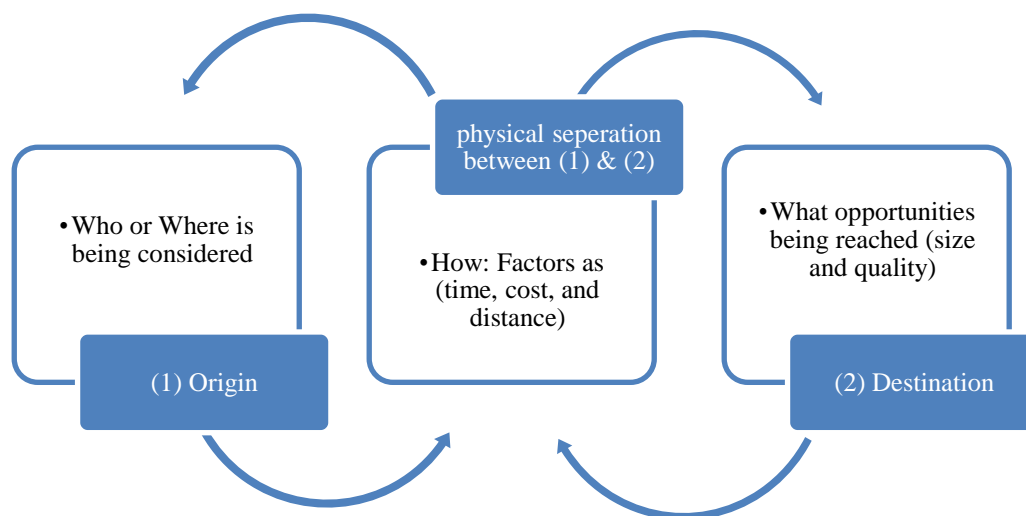 •Who or Where is
being considered
(1) Origin
physical seperation
between (1) & (2)
•How: Factors as
(time, cost, and
distance)
•What opportunities
being reached (size
and quality)
(2) Destination